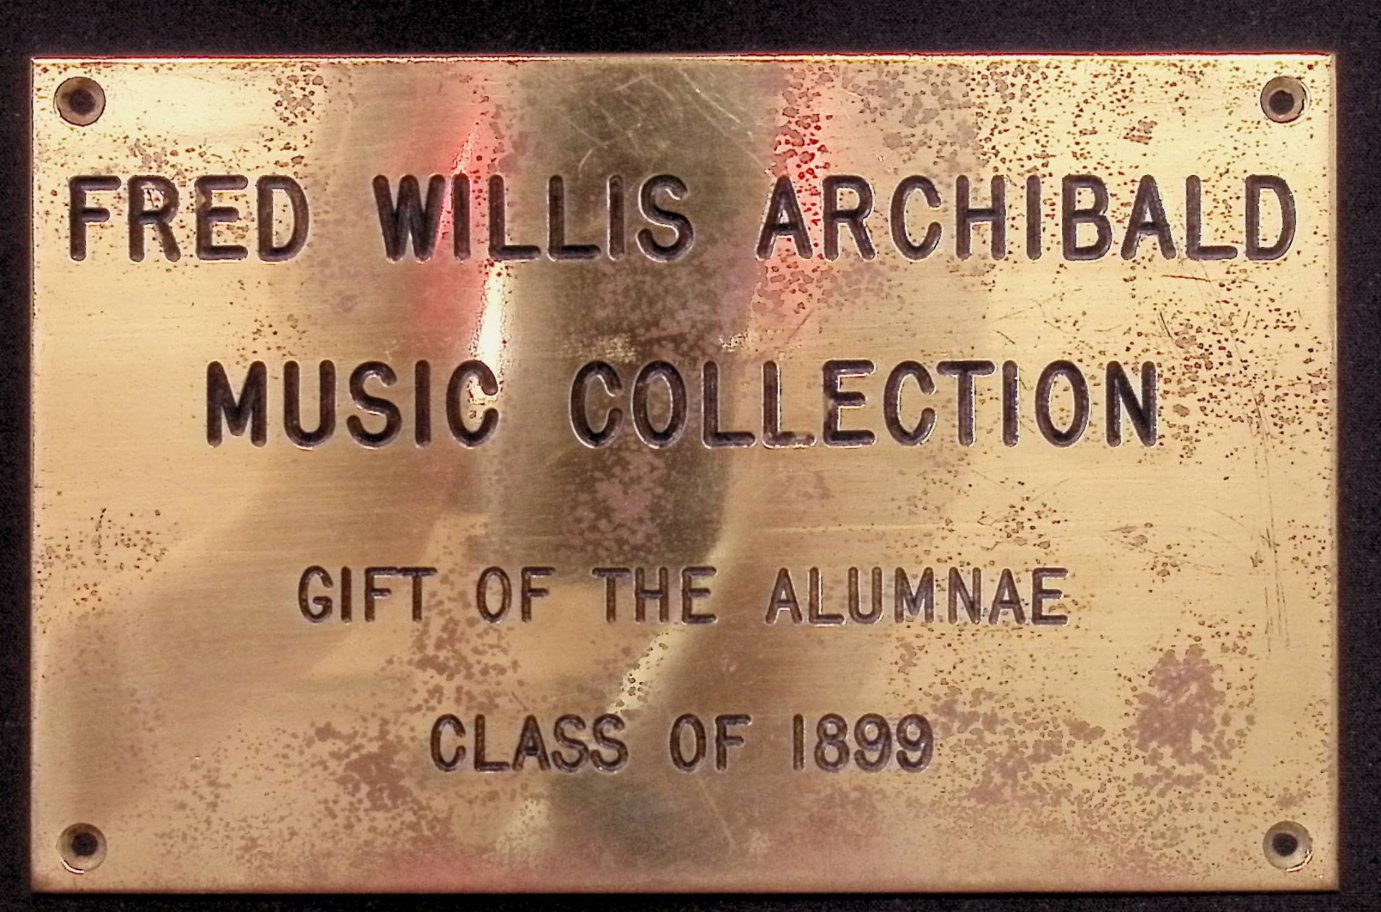 FRED WILLIS ARCHIBALD
MUSIC COLLECTION
GIFT OF THE ALUMNAE
CLASS OF 1899